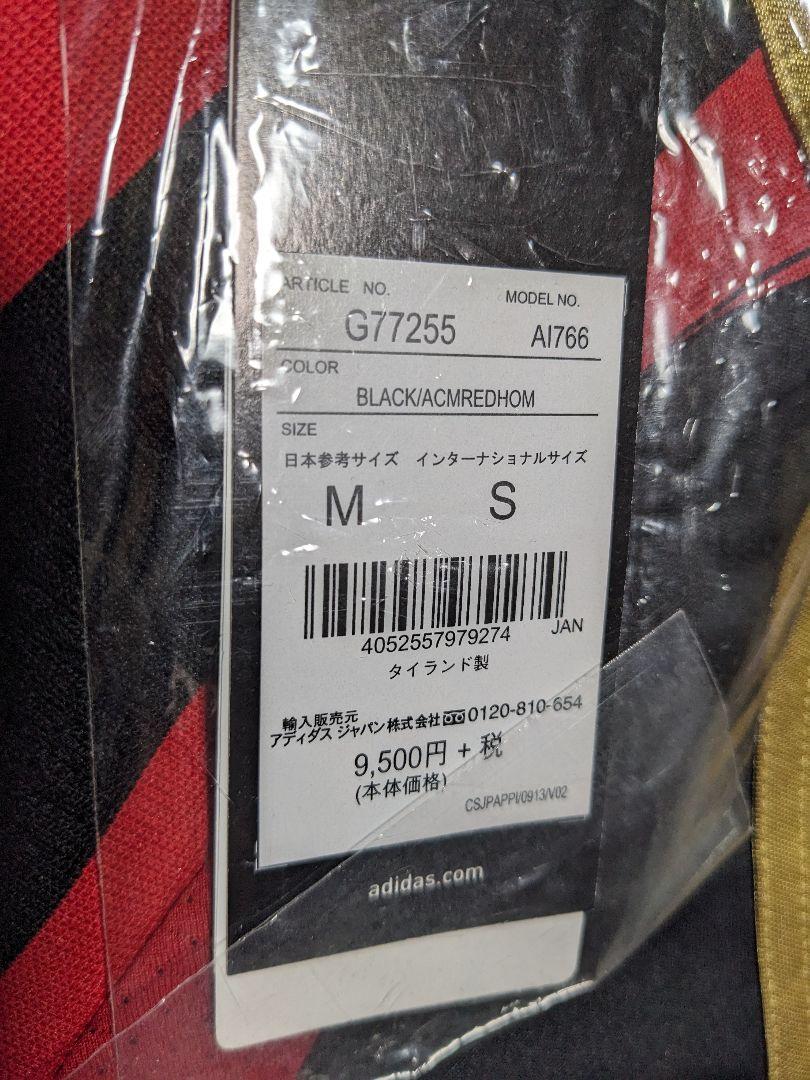 ARTICLE NO.
MODEL NO.
G77255
AI766
COLOR
BLACK/ACMREDHOM
SIZE
日本参考サイズ インターナショナルサイズ
M S
4052557979274 JAN
タイランド製
輸入販売元
アディダス ジャパン株式会社 0120-810-654
9,500円 + 税
(本体価格)
CSJPAPPI/0913/V02
adidas.com